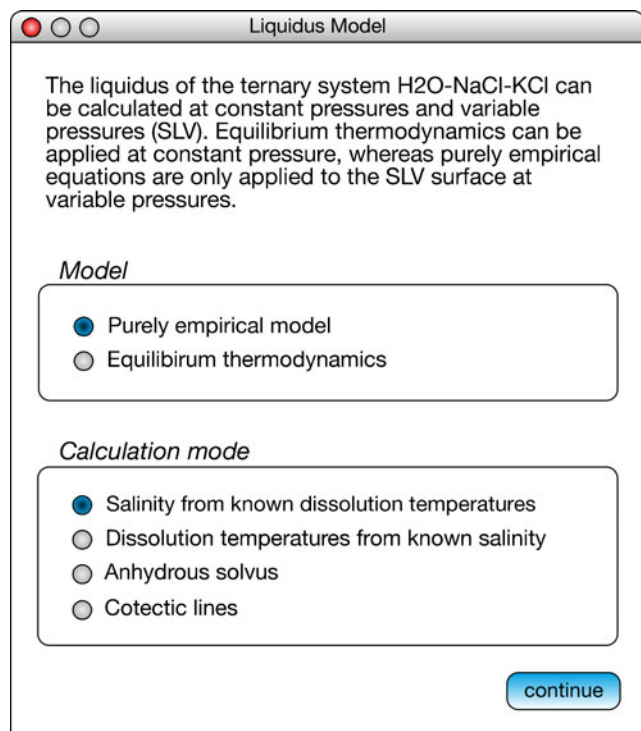 Liquidus Model
The liquidus of the ternary system H2O-NaCl-KCl can
be calculated at constant pressures and variable
pressures (SLV). Equilibrium thermodynamics can be
applied at constant pressure, whereas purely empirical
equations are only applied to the SLV surface at
variable pressures.
Model
Purely empirical model
Equilibirum thermodynamics
Calculation mode
Salinity from known dissolution temperatures
Dissolution temperatures from known salinity
Anhydrous solvus
Cotectic lines
continue